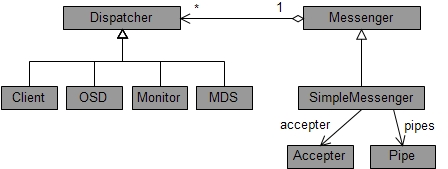 Dispatcher * 1 Messenger
Client OSD Monitor MDS SimpleMessenger
accepter pipes
Accepter Pipe